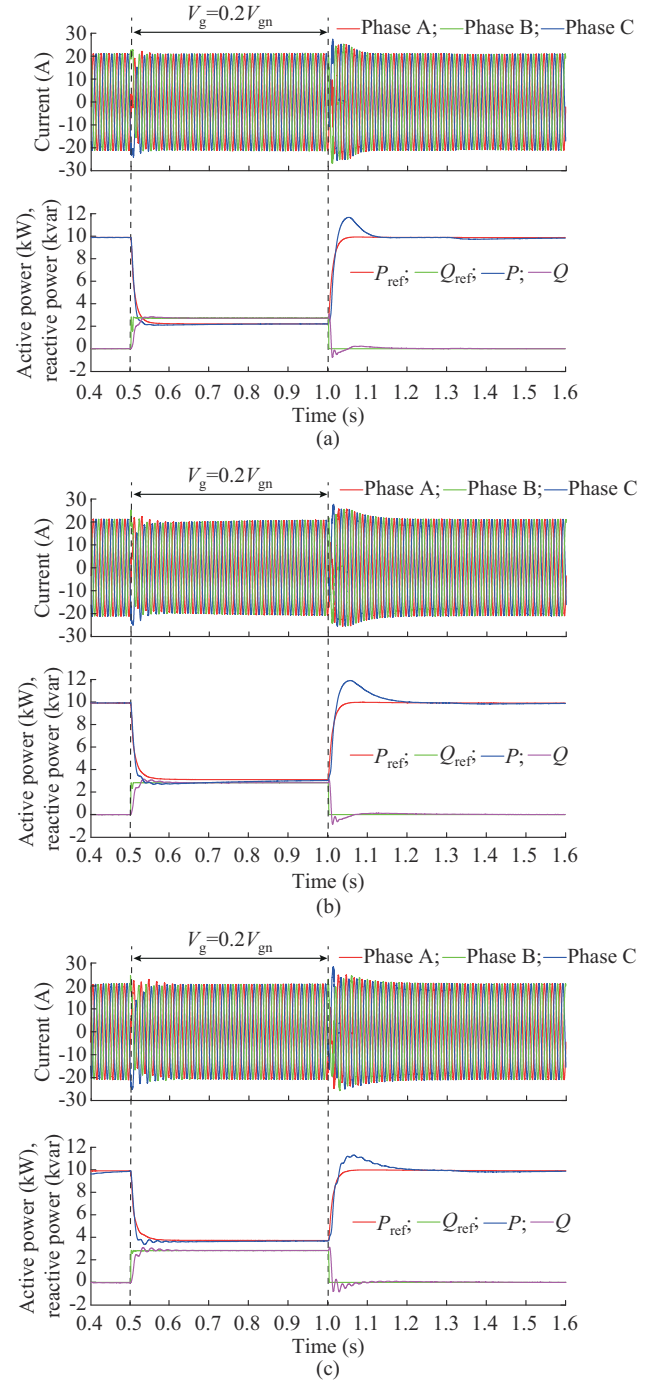 V_g=0.2V_gn
Phase A; Phase B; Phase C
30
20
10
0
-10
-20
-30
Current (A)
12
10
8
6
4
2
0
-2
Active power (kW),
reactive power (kvar)
P_ref; Q_ref; P; Q
0.4 0.5 0.6 0.7 0.8 0.9 1.0 1.1 1.2 1.3 1.4 1.5 1.6
Time (s)
(a)
V_g=0.2V_gn
Phase A; Phase B; Phase C
30
20
10
0
-10
-20
-30
Current (A)
12
10
8
6
4
2
0
-2
Active power (kW),
reactive power (kvar)
P_ref; Q_ref; P; Q
0.4 0.5 0.6 0.7 0.8 0.9 1.0 1.1 1.2 1.3 1.4 1.5 1.6
Time (s)
(b)
V_g=0.2V_gn
Phase A; Phase B; Phase C
30
20
10
0
-10
-20
-30
Current (A)
12
10
8
6
4
2
0
-2
Active power (kW),
reactive power (kvar)
P_ref; Q_ref; P; Q
0.4 0.5 0.6 0.7 0.8 0.9 1.0 1.1 1.2 1.3 1.4 1.5 1.6
Time (s)
(c)